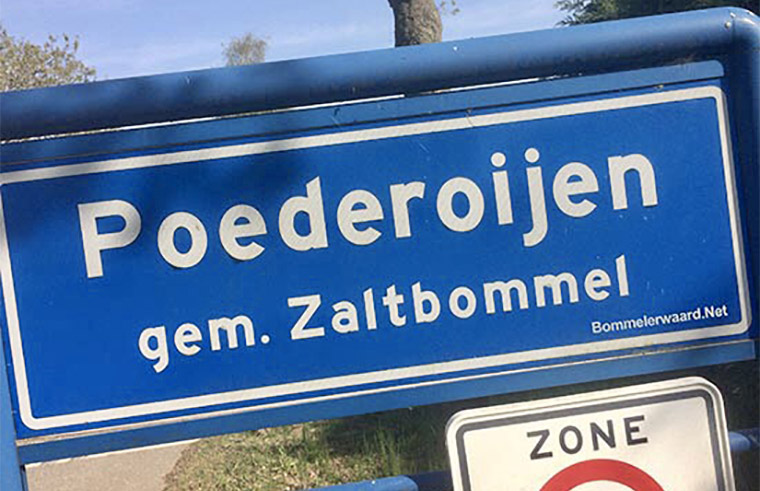 Poederoijen
gem. Zaltbommel
Bommelerwaard.Net
ZONE